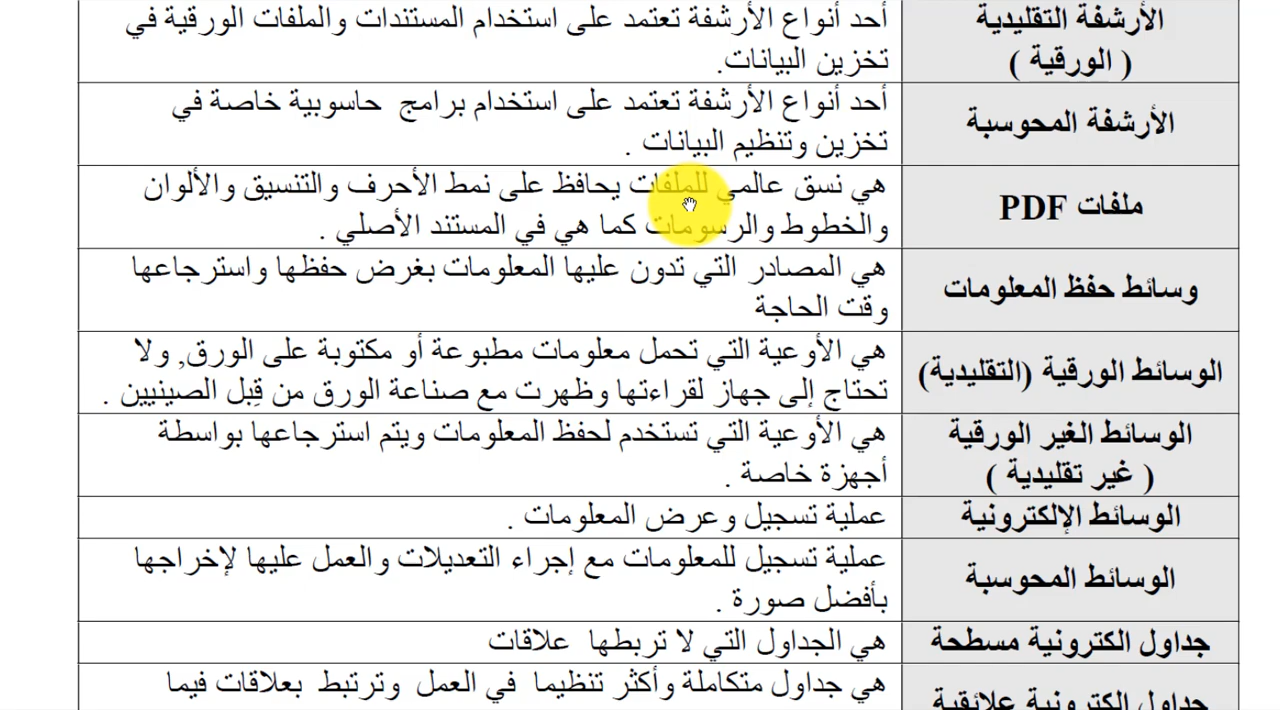 الأرشفة التقليدية
( الورقية )
أحد أنواع الأرشفة تعتمد على استخدام المستندات والملفات الورقية في
تخزين البيانات.
الأرشفة المحوسبة
أحد أنواع الأرشفة تعتمد على استخدام برامج حاسوبية خاصة في
تخزين وتنظيم البيانات .
ملفات PDF
هي نسق عالمي للملفات يحافظ على نمط الأحرف والتنسيق والألوان
والخطوط والرسومات كما هي في المستند الأصلي .
وسائط حفظ المعلومات
هي المصادر التي تدون عليها المعلومات بغرض حفظها واسترجاعها
وقت الحاجة
الوسائط الورقية (التقليدية)
هي الأوعية التي تحمل معلومات مطبوعة أو مكتوبة على الورق, ولا
تحتاج إلى جهاز لقراءتها وظهرت مع صناعة الورق من قِبل الصينيين .
الوسائط الغير الورقية
( غير تقليدية )
هي الأوعية التي تستخدم لحفظ المعلومات ويتم استرجاعها بواسطة
أجهزة خاصة .
الوسائط الإلكترونية
عملية تسجيل وعرض المعلومات .
الوسائط المحوسبة
عملية تسجيل للمعلومات مع إجراء التعديلات والعمل عليها لإخراجها
بأفضل صورة .
جداول الكترونية مسطحة
هي الجداول التي لا تربطها علاقات
جداول الكترونية علائقية
هي جداول متكاملة وأكثر تنظيما في العمل وترتبط بعلاقات فيما